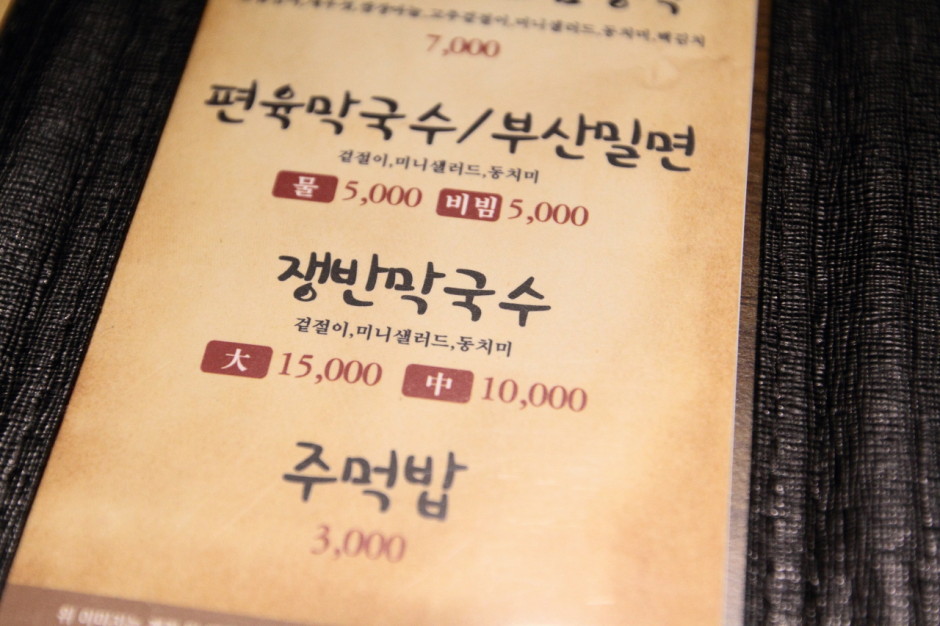 7,000
편육막국수/부산밀면
겉절이,미니샐러드,동치미
물 5,000 비빔 5,000
쟁반막국수
겉절이,미니샐러드,동치미
大 15,000 中 10,000
주먹밥
3,000